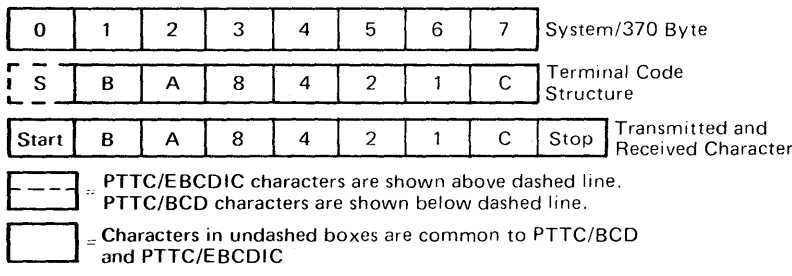 0 1 2 3 4 5 6 7 System/370 Byte
S B A 8 4 2 1 C Terminal Code
Structure
Start B A 8 4 2 1 C Stop Transmitted and
Received Character
= PTTC/EBCDIC characters are shown above dashed line.
PTTC/BCD characters are shown below dashed line.
= Characters in undashed boxes are common to PTTC/BCD
and PTTC/EBCDIC